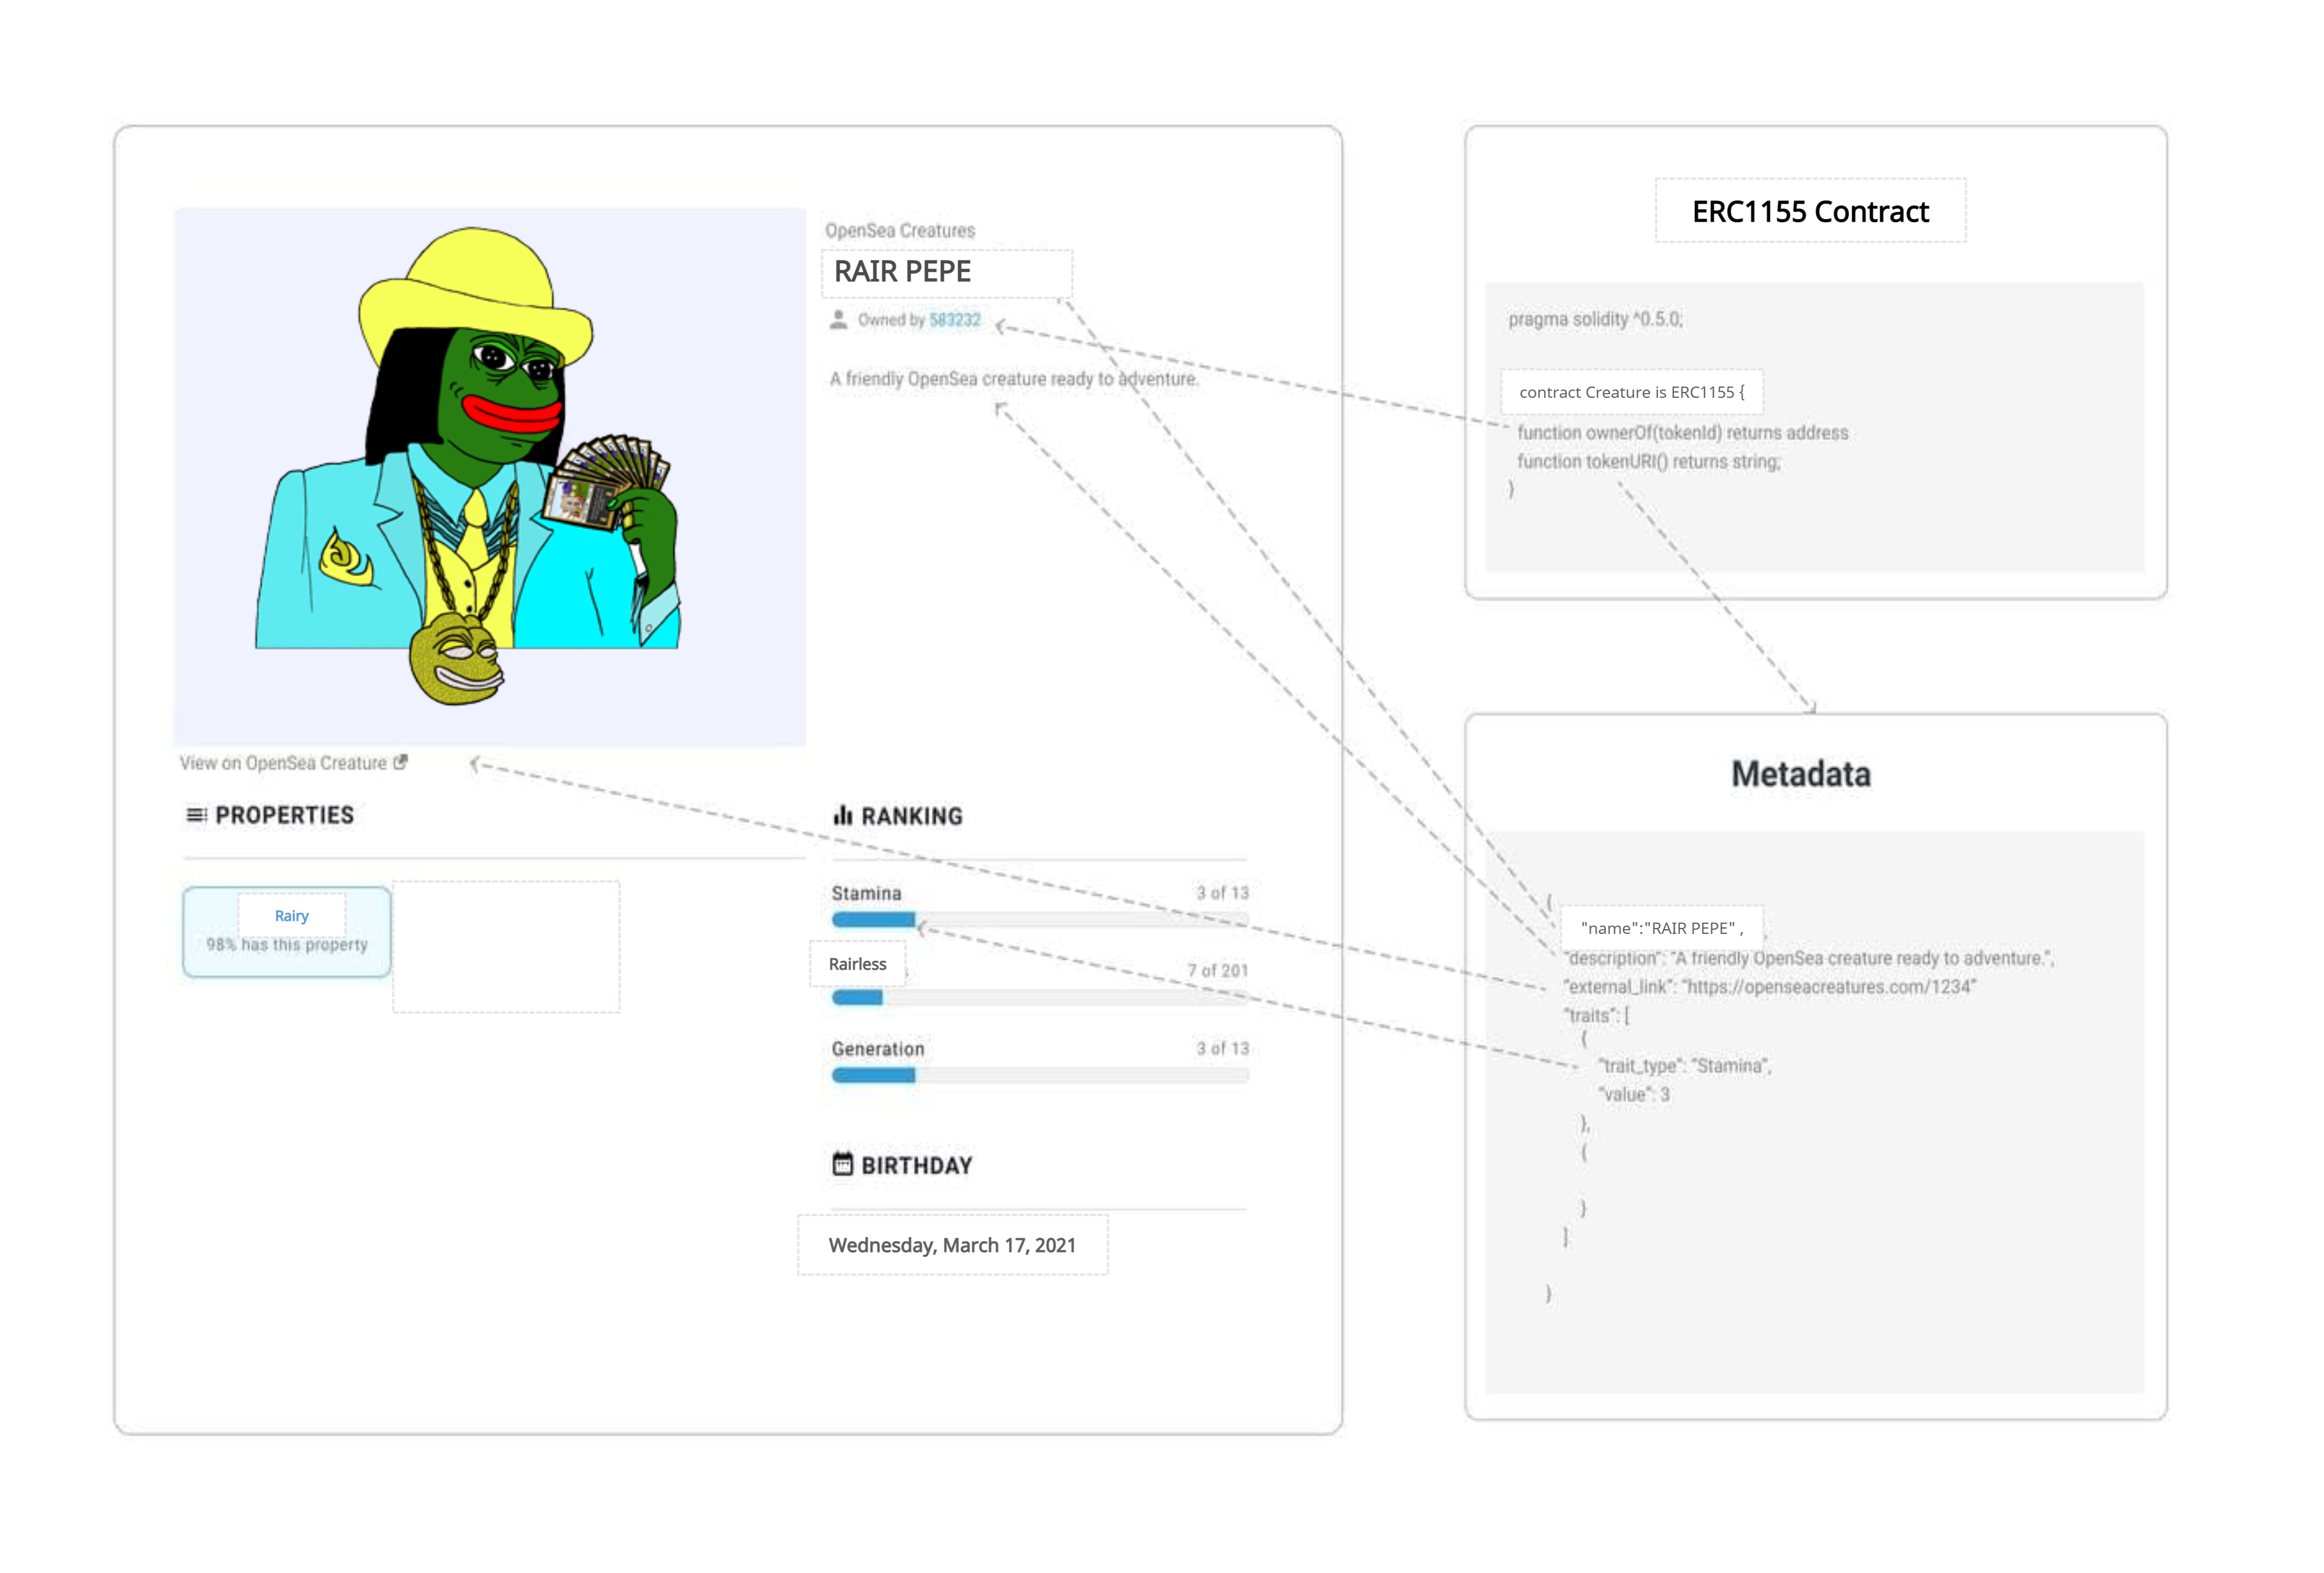 OpenSea Creatures
RAIR PEPE
Owned by 583232
A friendly OpenSea creature ready to adventure.
View on OpenSea Creature
PROPERTIES
Rairy
98% has this property
RANKING
Stamina 3 of 13
Rairless 7 of 201
Generation 3 of 13
BIRTHDAY
Wednesday, March 17, 2021
ERC1155 Contract
pragma solidity ^0.5.0;
contract Creature is ERC1155 {
function ownerOf(tokenId) returns address
function tokenURI() returns string;
}
Metadata
{
"name":"RAIR PEPE" ,
"description": "A friendly OpenSea creature ready to adventure.",
"external_link": "https://openseacreatures.com/1234"
"traits": [
{
"trait_type": "Stamina",
"value": 3
},
{
}
]
}